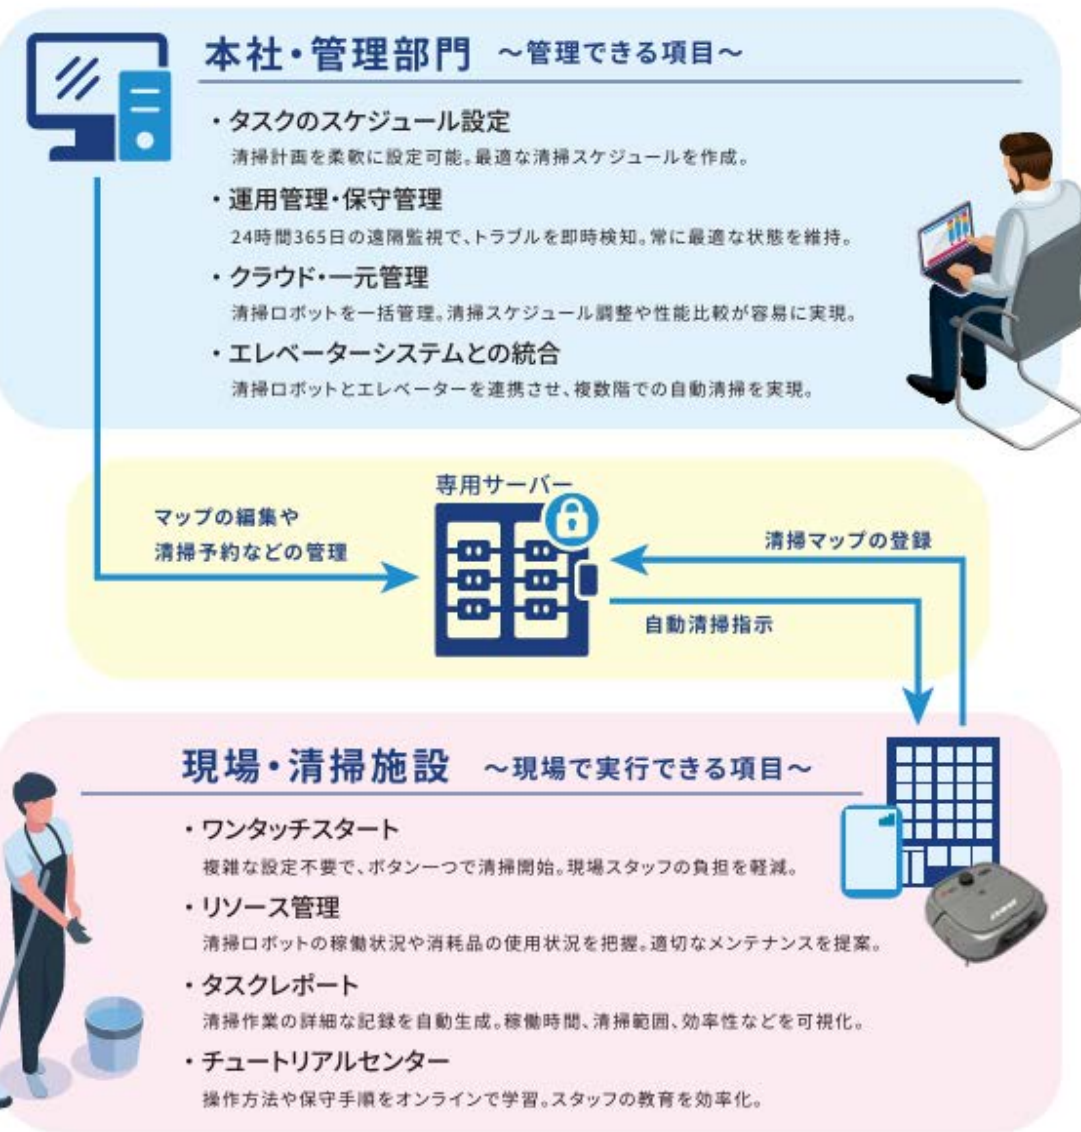 本社・管理部門 ～管理できる項目～
・タスクのスケジュール設定
清掃計画を柔軟に設定可能。最適な清掃スケジュールを作成。
・運用管理・保守管理
24時間365日の遠隔監視で、トラブルを即時検知。常に最適な状態を維持。
・クラウド・一元管理
清掃ロボットを一括管理。清掃スケジュール調整や性能比較が容易に実現。
・エレベーターシステムとの統合
清掃ロボットとエレベーターを連携させ、複数階での自動清掃を実現。
専用サーバー
マップの編集や
清掃予約などの管理
清掃マップの登録
自動清掃指示
現場・清掃施設 ～現場で実行できる項目～
・ワンタッチスタート
複雑な設定不要で、ボタン一つで清掃開始。現場スタッフの負担を軽減。
・リソース管理
清掃ロボットの稼働状況や消耗品の使用状況を把握。適切なメンテナンスを提案。
・タスクレポート
清掃作業の詳細な記録を自動生成。稼働時間、清掃範囲、効率性などを可視化。
・チュートリアルセンター
操作方法や保守手順をオンラインで学習。スタッフの教育を効率化。